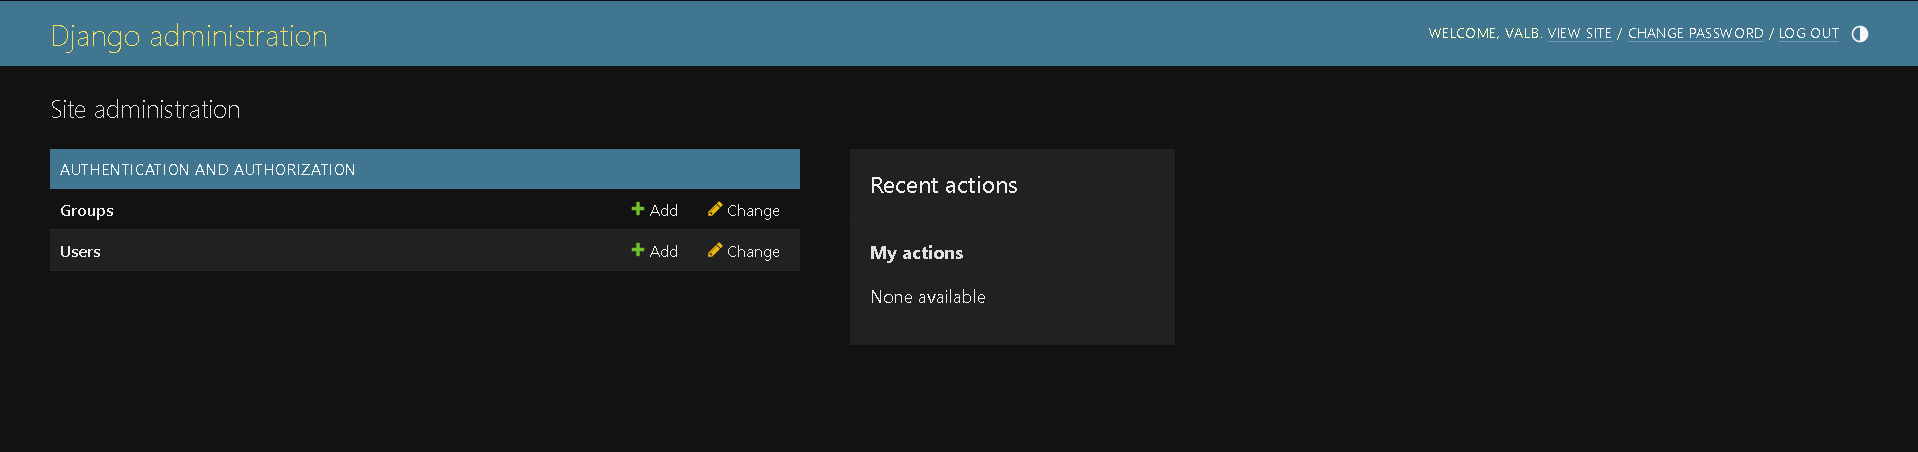 Django administration
WELCOME, VALB. VIEW SITE / CHANGE PASSWORD / LOG OUT
Site administration
AUTHENTICATION AND AUTHORIZATION
Groups Add Change
Users Add Change
Recent actions
My actions
None available